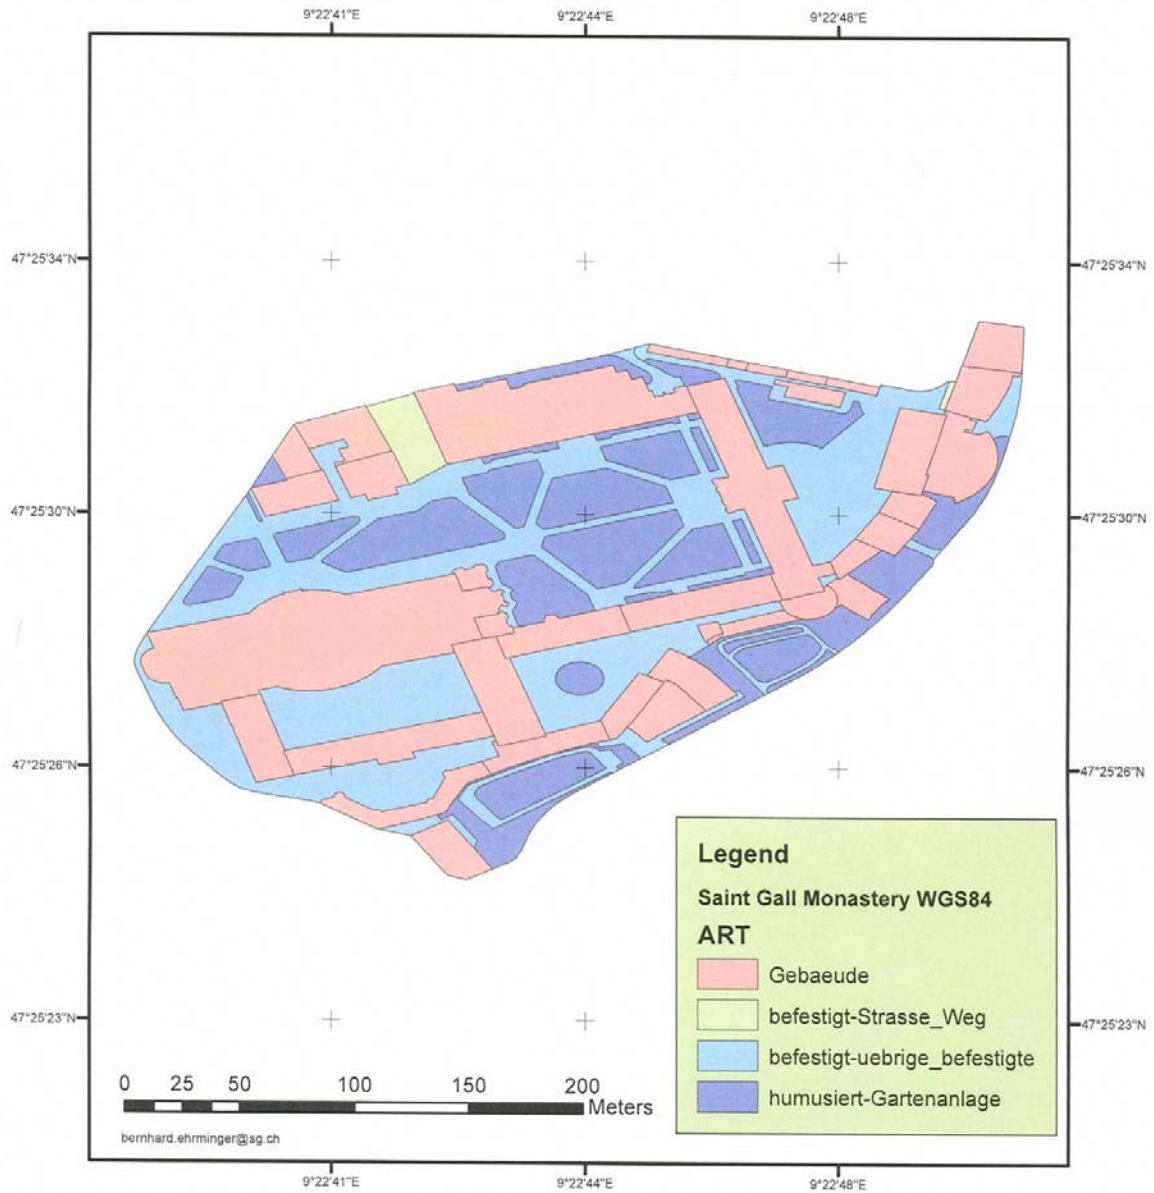 9°22'41"E 9°22'44"E 9°22'48"E
47°25'34"N 47°25'34"N
47°25'30"N 47°25'30"N
47°25'26"N 47°25'26"N
Legend
Saint Gall Monastery WGS84
ART
Gebaeude
befestigt-Strasse_Weg
befestigt-uebrige_befestigte
humusiert-Gartenanlage
47°25'23"N 47°25'23"N
0 25 50 100 150 200
Meters
bernhard.ehrminger@sg.ch
9°22'41"E 9°22'44"E 9°22'48"E